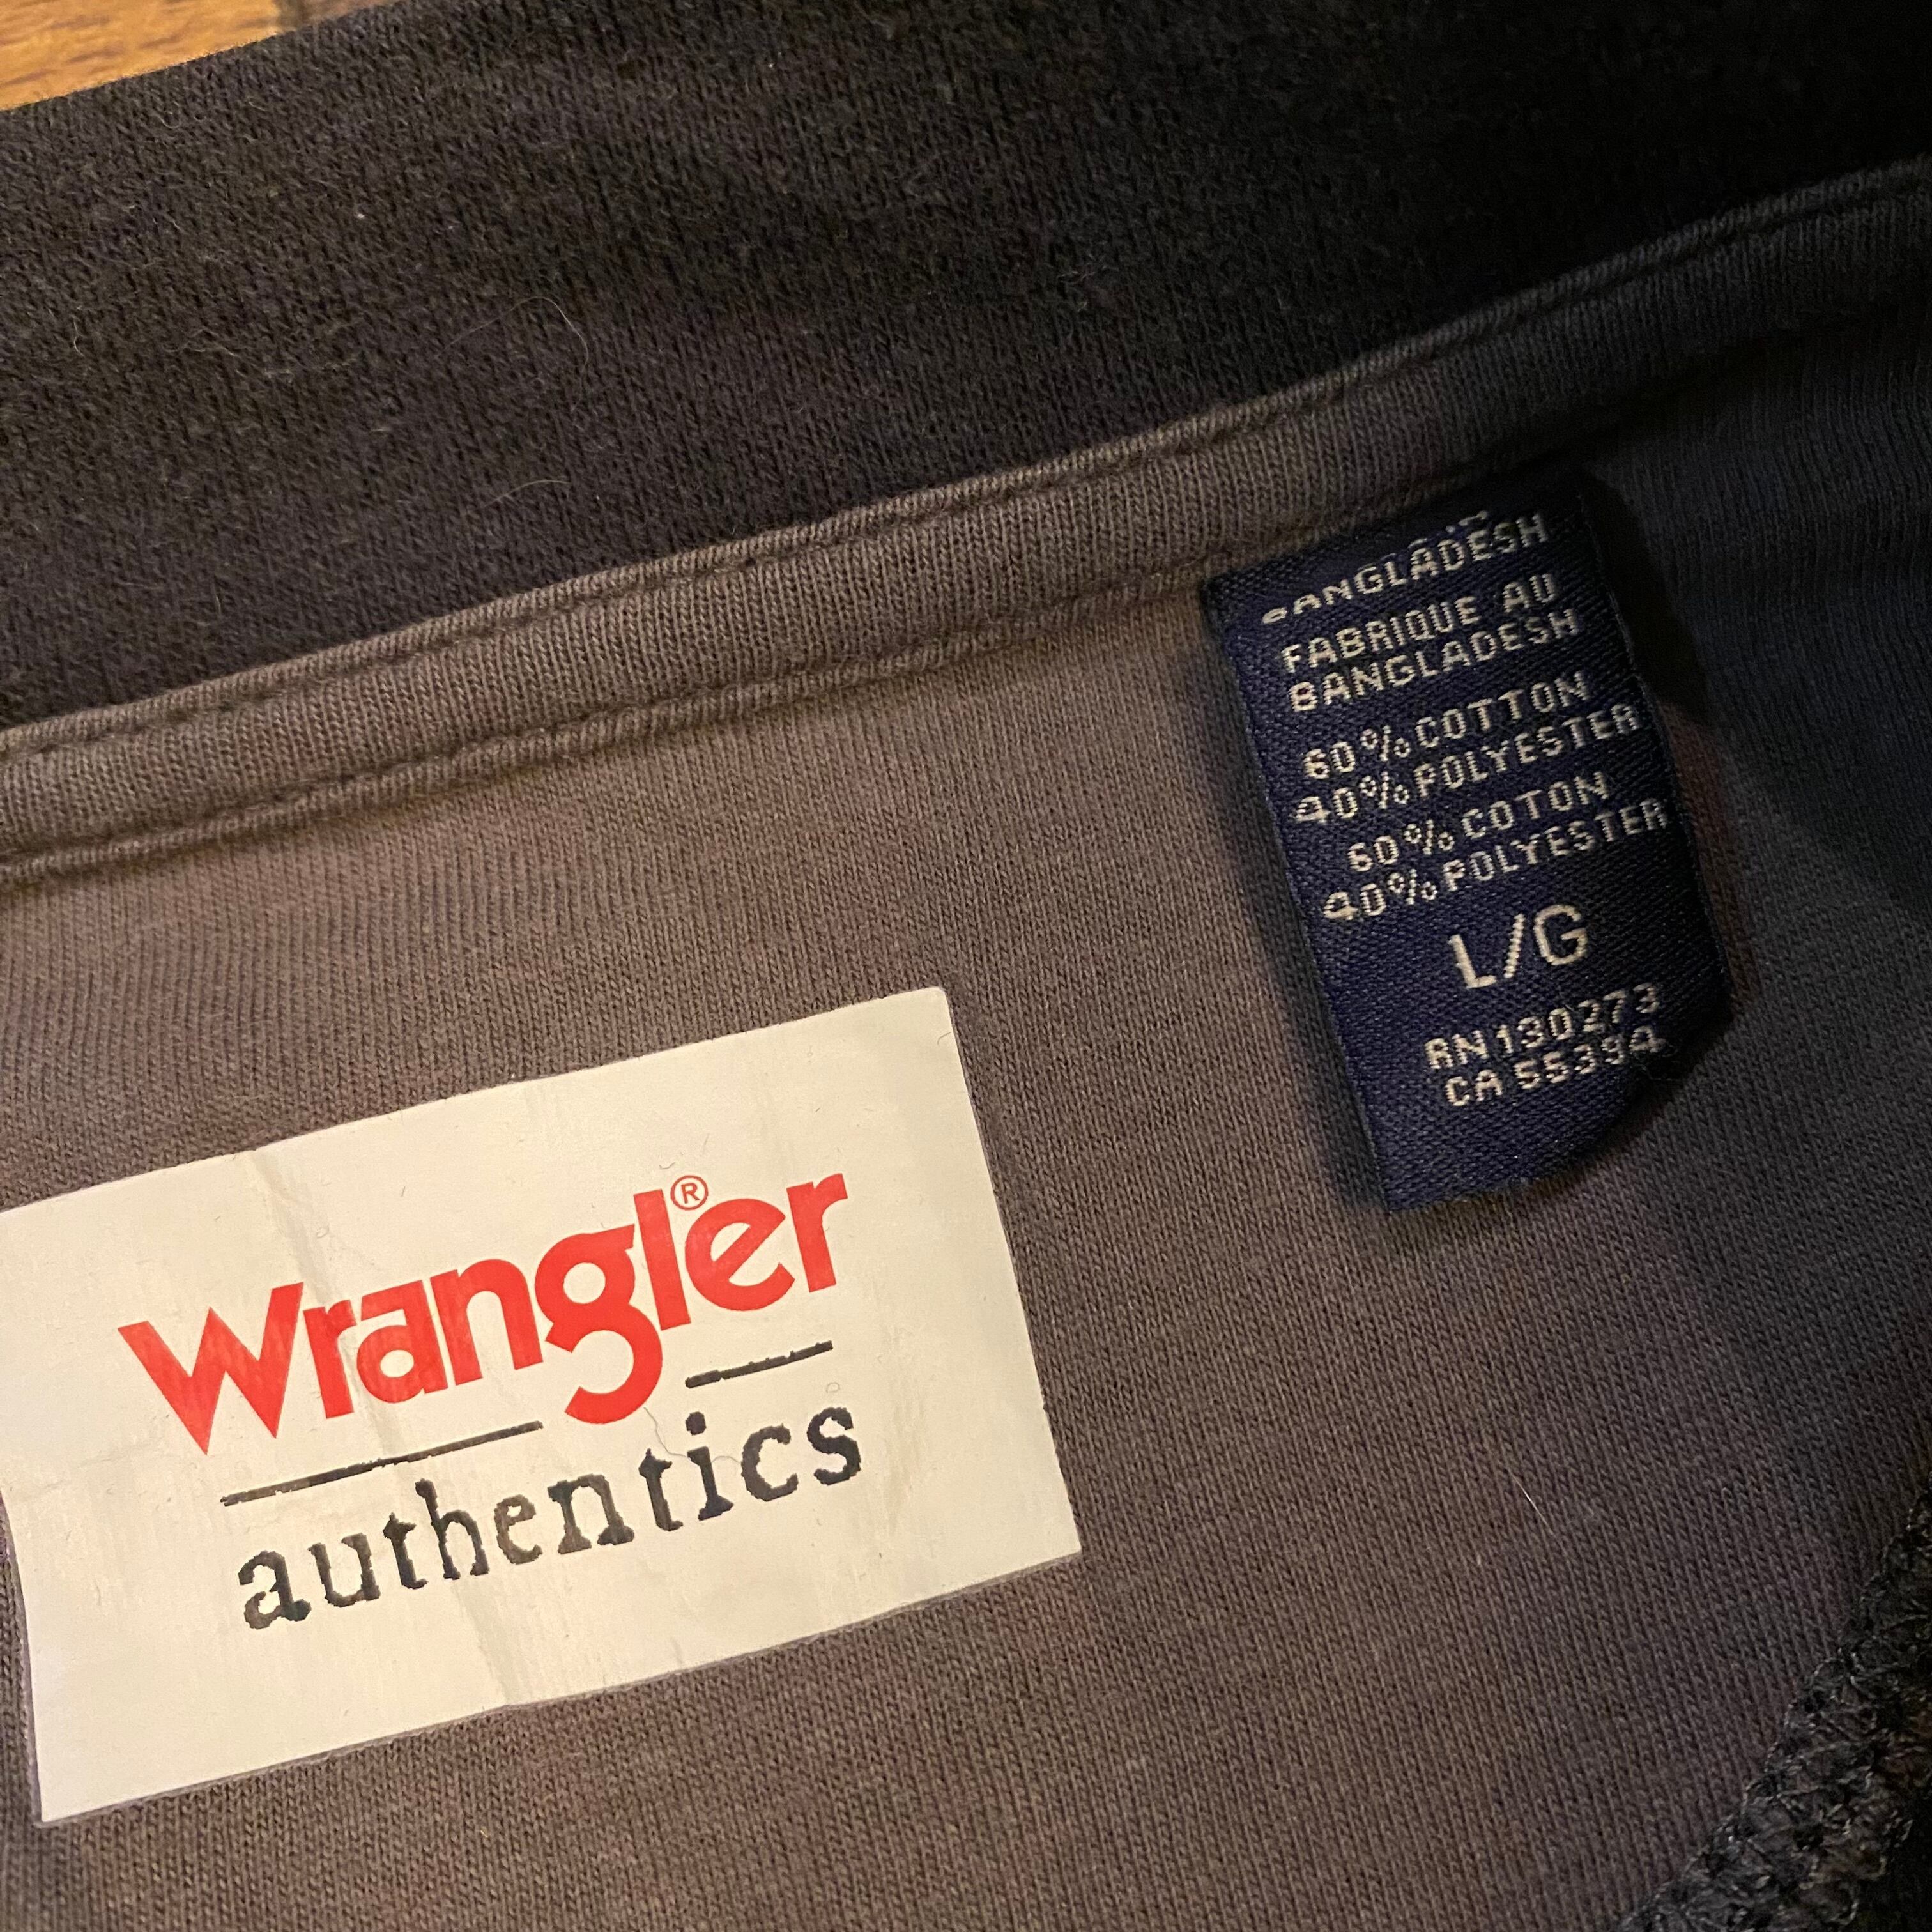 BANGLADESH
FABRIQUE AU
BANGLADESH
60% COTTON
40% POLYESTER
60% COTON
40% POLYESTER
L/G
RN 130273
CA 55394
Wrangler®
authentics